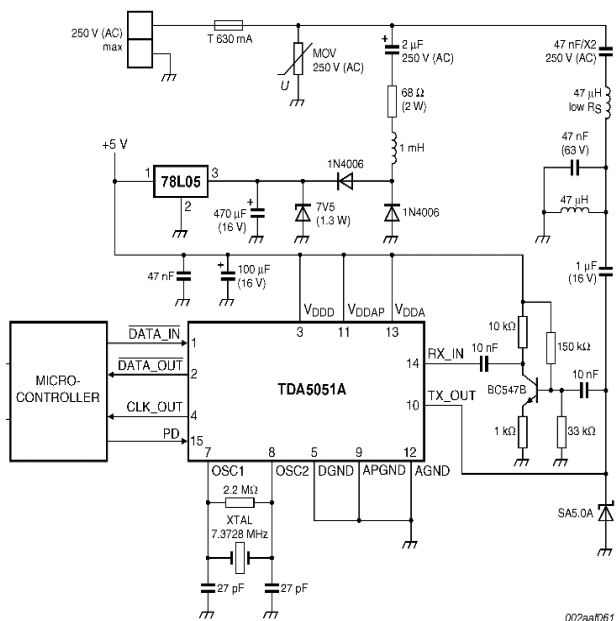 250 V (AC)
max
T 630 mA
MOV
250 V (AC)
U
+
2 µF
250 V (AC)
68 Ω
(2 W)
1 mH
47 nF/X2
250 V (AC)
47 µH
low RS
47 nF
(63 V)
47 µH
1 µF
(16 V)
+5 V
1
78L05
3
2
+
470 µF
(16 V)
1N4006
7V5
(1.3 W)
1N4006
47 nF
+
100 µF
(16 V)
VDDD
VDDAP
VDDA
3
11
13
MICRO-
CONTROLLER
DATA_IN
1
DATA_OUT
2
CLK_OUT
4
PD
15
TDA5051A
14
RX_IN
10
TX_OUT
10 nF
10 kΩ
150 kΩ
BC547B
10 nF
1 kΩ
33 kΩ
SA5.0A
7
8
5
9
12
OSC1
OSC2
DGND
APGND
AGND
2.2 MΩ
XTAL
7.3728 MHz
27 pF
27 pF
002aaf061